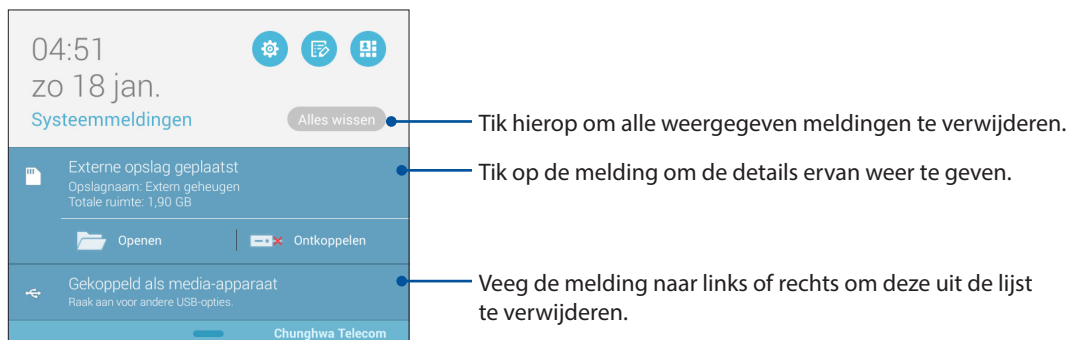 04:51
zo 18 jan.
Systeemmeldingen
Alles wissen
Tik hierop om alle weergegeven meldingen te verwijderen.
Externe opslag geplaatst
Opslagnaam: Extern geheugen
Totale ruimte: 1,90 GB
Tik op de melding om de details ervan weer te geven.
Openen
Ontkoppelen
Gekoppeld als media-apparaat
Raak aan voor andere USB-opties.
Veeg de melding naar links of rechts om deze uit de lijst
te verwijderen.
Chunghwa Telecom